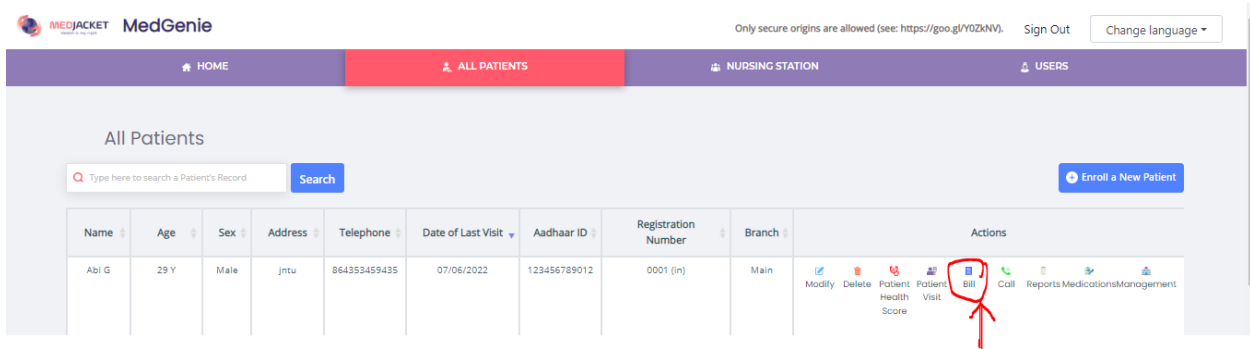 MEDJACKET MedGenie
Only secure origins are allowed (see: https://goo.gl/Y0ZkNV). Sign Out Change language
HOME ALL PATIENTS NURSING STATION USERS
All Patients
Type here to search a Patient's Record Search Enroll a New Patient
Name Age Sex Address Telephone Date of Last Visit Aadhaar ID Registration Number Branch Actions
Abi G 29 Y Male jntu 864353459435 07/06/2022 123456789012 0001 (in) Main
Modify Delete Patient Health Score Patient Visit Bill Call Reports Medications Management